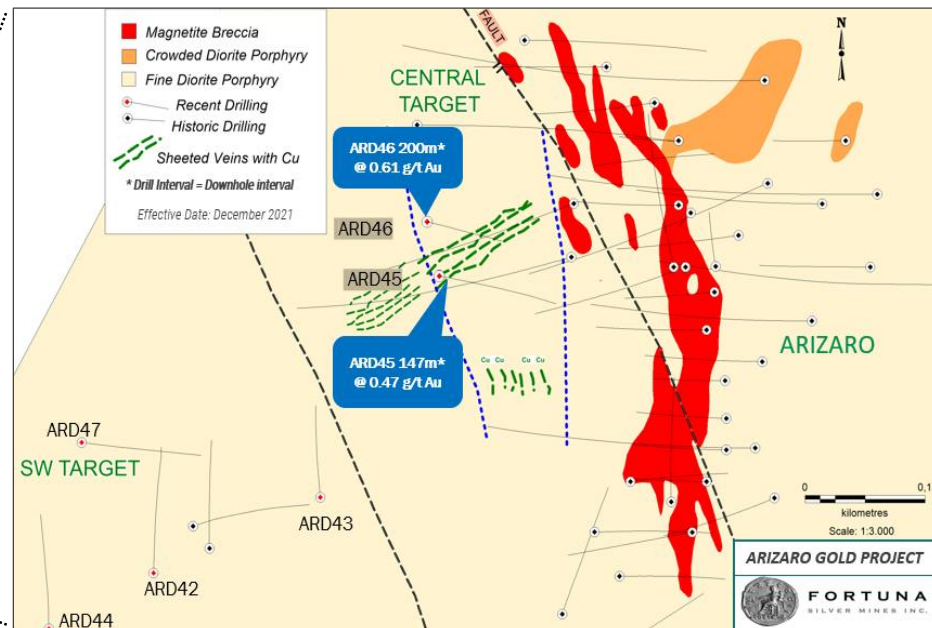 Magnetite Breccia
Crowded Diorite Porphyry
Fine Diorite Porphyry
Recent Drilling
Historic Drilling
Sheeted Veins with Cu
* Drill Interval = Downhole interval
Effective Date: December 2021
FAULT
N
CENTRAL
TARGET
ARD46 200m*
@ 0.61 g/t Au
ARD46
ARD45
ARD45 147m*
@ 0.47 g/t Au
Cu Cu Cu Cu
ARIZARO
ARD47
SW TARGET
ARD43
ARD42
ARD44
0 0,1
kilometres
Scale: 1:3.000
ARIZARO GOLD PROJECT
FORTUNA
SILVER MINES INC.